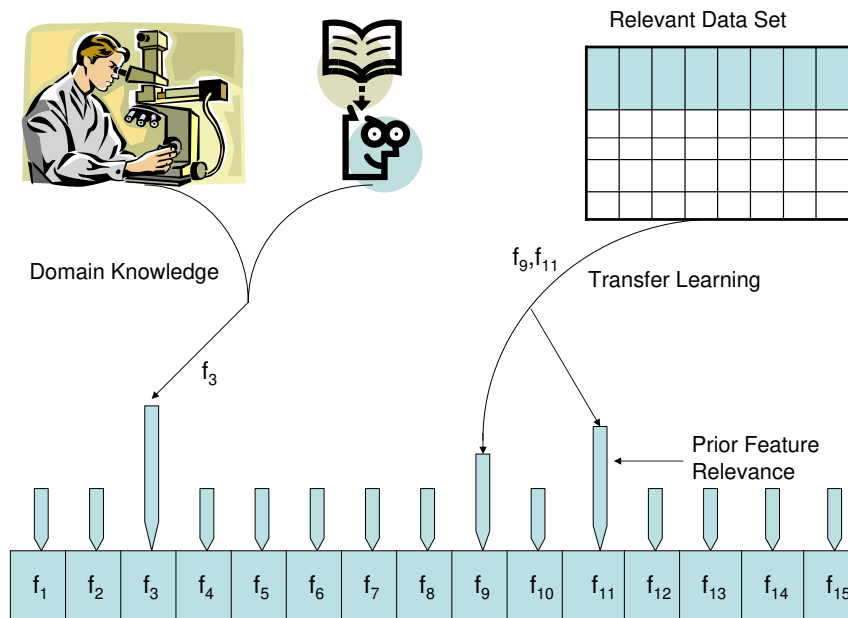 Relevant Data Set
Domain Knowledge
f₉,f₁₁
Transfer Learning
f₃
Prior Feature
Relevance
f₁ f₂ f₃ f₄ f₅ f₆ f₇ f₈ f₉ f₁₀ f₁₁ f₁₂ f₁₃ f₁₄ f₁₅